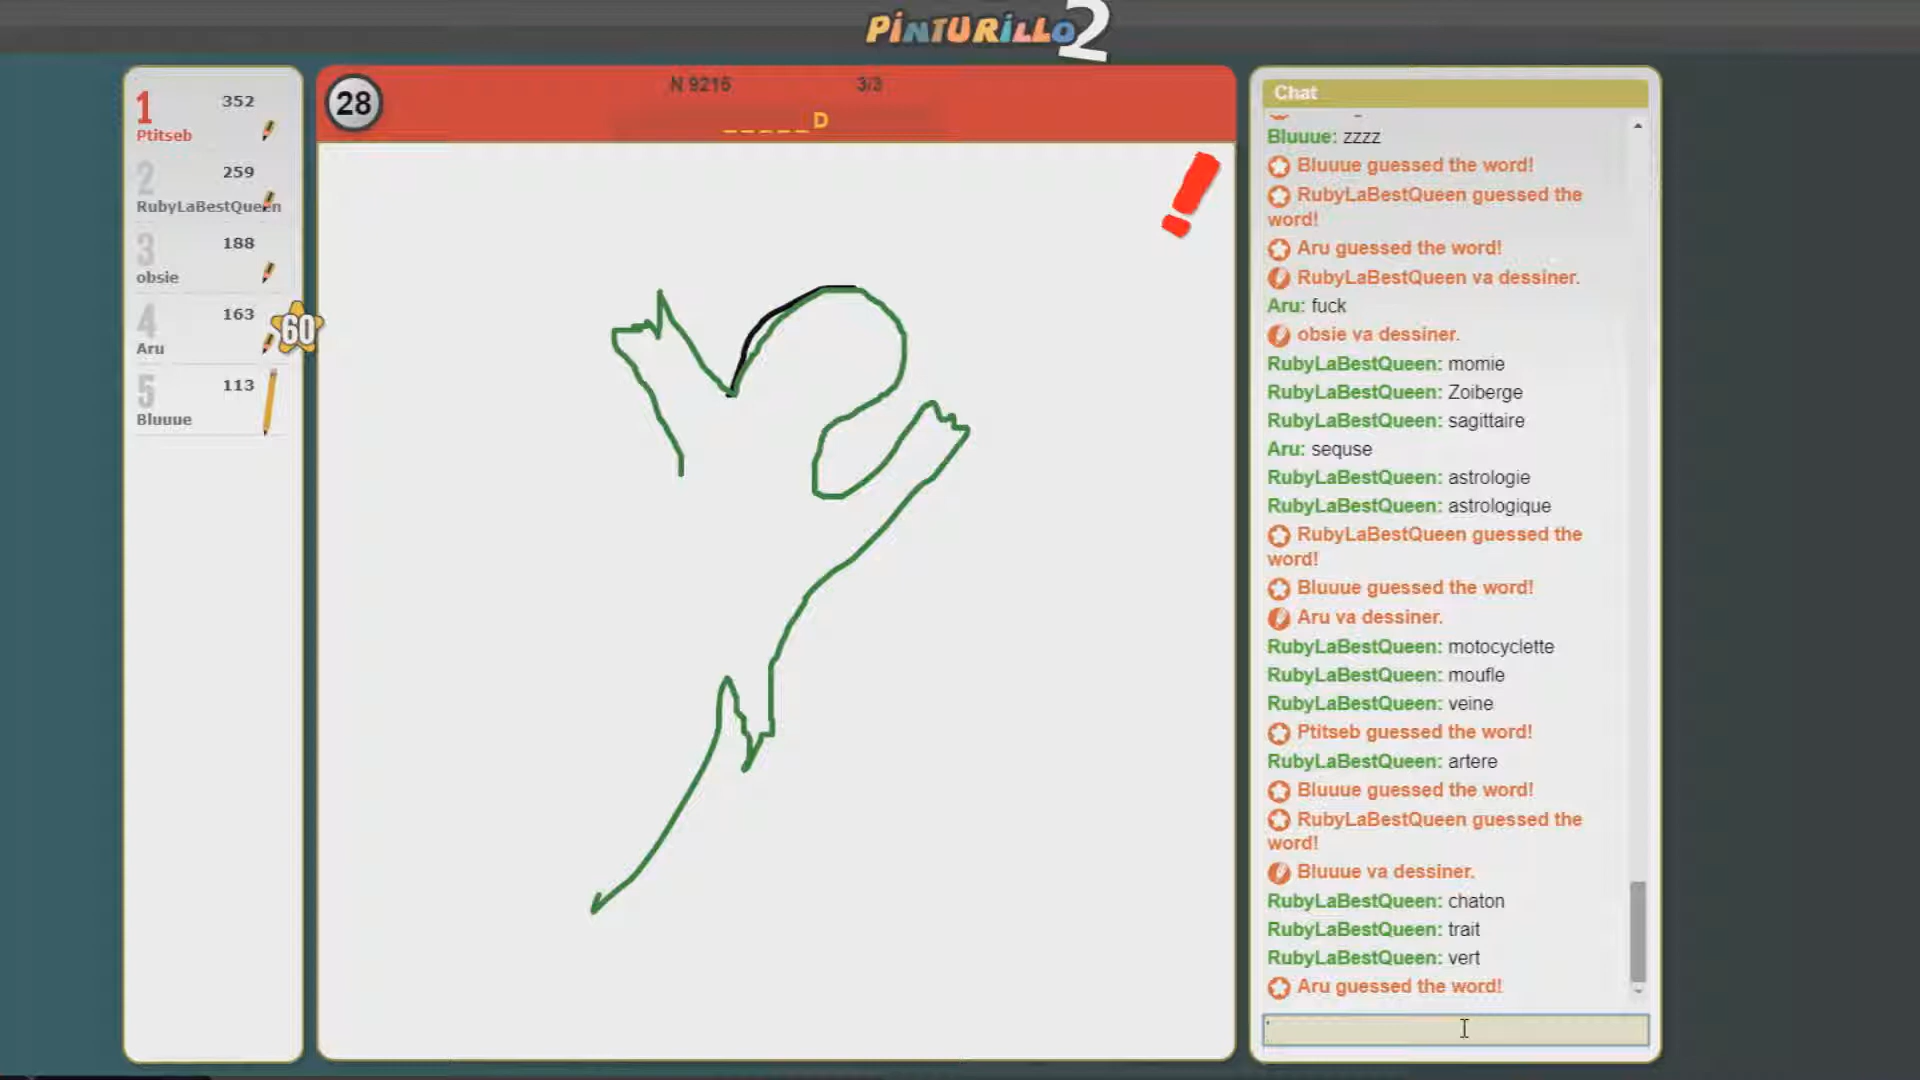 PiNTURiLLO2
1 352
Ptitseb
2 259
RubyLaBestQueen
3 188
obsie
4 163
Aru
60
5 113
Bluuue
28
N 9215 3/3
_ _ _ _ _ D
Chat
Bluuue: zzzz
Bluuue guessed the word!
RubyLaBestQueen guessed the
word!
Aru guessed the word!
RubyLaBestQueen va dessiner.
Aru: fuck
obsie va dessiner.
RubyLaBestQueen: momie
RubyLaBestQueen: Zoiberge
RubyLaBestQueen: sagittaire
Aru: sequse
RubyLaBestQueen: astrologie
RubyLaBestQueen: astrologique
RubyLaBestQueen guessed the
word!
Bluuue guessed the word!
Aru va dessiner.
RubyLaBestQueen: motocyclette
RubyLaBestQueen: moufle
RubyLaBestQueen: veine
Ptitseb guessed the word!
RubyLaBestQueen: artere
Bluuue guessed the word!
RubyLaBestQueen guessed the
word!
Bluuue va dessiner.
RubyLaBestQueen: chaton
RubyLaBestQueen: trait
RubyLaBestQueen: vert
Aru guessed the word!